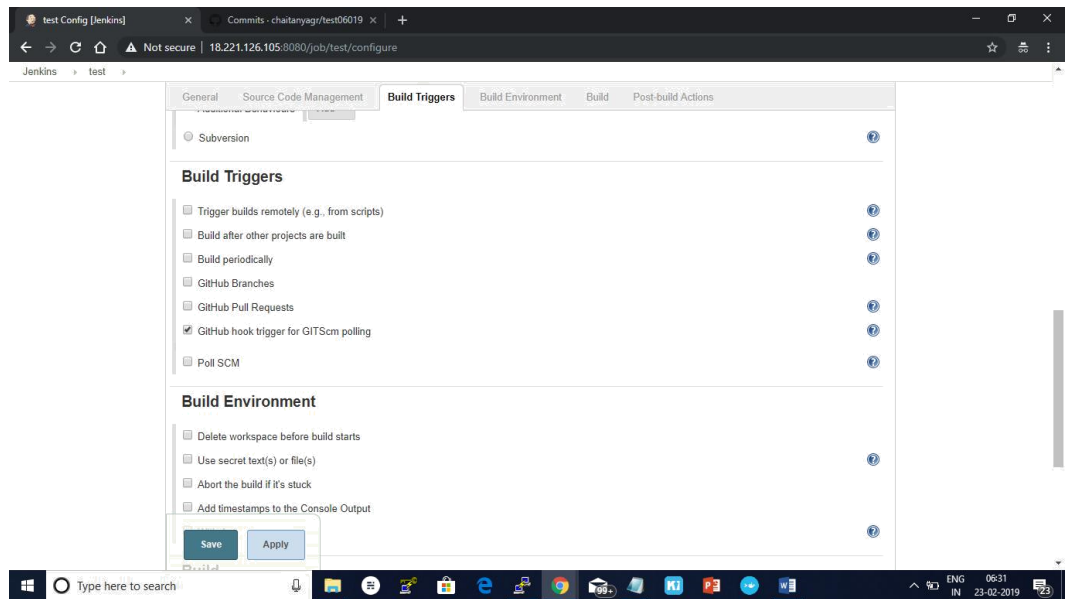 test Config [Jenkins]
Commits · chaitanyagr/test06019
Not secure | 18.221.126.105:8080/job/test/configure
Jenkins test
General Source Code Management Build Triggers Build Environment Build Post-build Actions
Subversion
Build Triggers
Trigger builds remotely (e.g., from scripts)
Build after other projects are built
Build periodically
GitHub Branches
GitHub Pull Requests
GitHub hook trigger for GITScm polling
Poll SCM
Build Environment
Delete workspace before build starts
Use secret text(s) or file(s)
Abort the build if it's stuck
Add timestamps to the Console Output
Save Apply
Build
Type here to search
99+
ENG 06:31
IN 23-02-2019
23